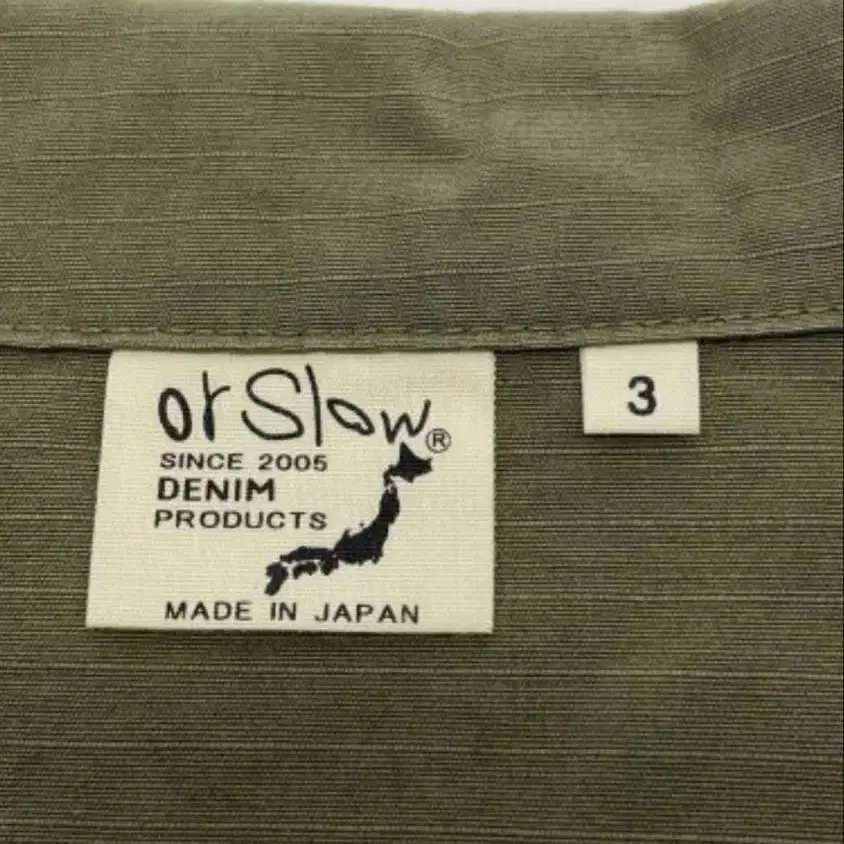 orSlow®
SINCE 2005
DENIM
PRODUCTS
MADE IN JAPAN
3